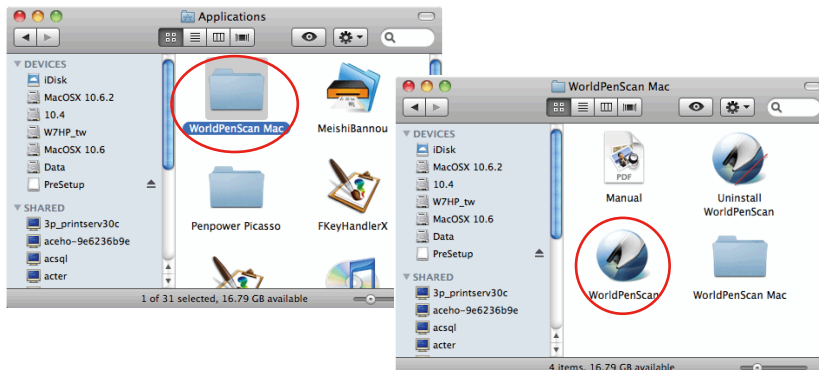 Applications
DEVICES
iDisk
MacOSX 10.6.2
10.4
W7HP_tw
MacOSX 10.6
Data
PreSetup
SHARED
3p_printserv30c
aceho-9e6236b9e
acsql
acter
WorldPenScan Mac
MeishiBannou
Penpower Picasso
FKeyHandlerX
1 of 31 selected, 16.79 GB available
WorldPenScan Mac
DEVICES
iDisk
MacOSX 10.6.2
10.4
W7HP_tw
MacOSX 10.6
Data
PreSetup
SHARED
3p_printserv30c
aceho-9e6236b9e
acsql
acter
PDF
Manual
Uninstall
WorldPenScan
WorldPenScan
WorldPenScan Mac
4 items, 16.79 GB available